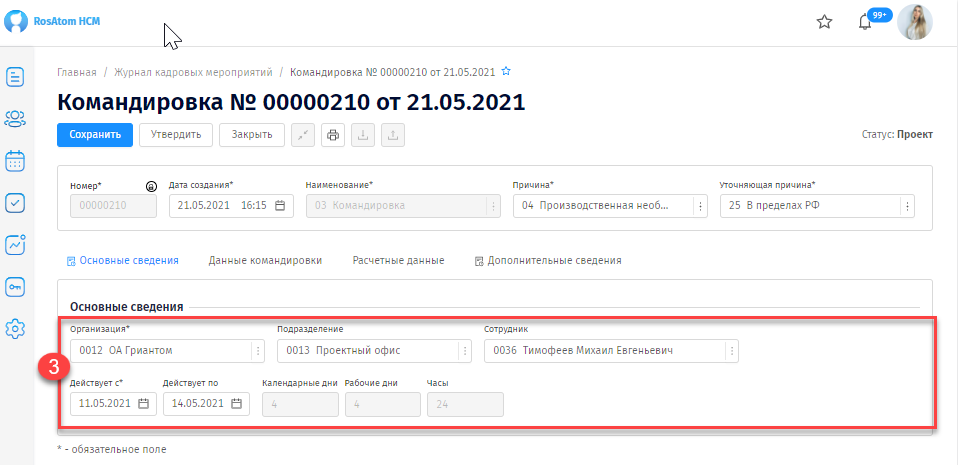 RosAtom HCM
99+
Главная / Журнал кадровых мероприятий / Командировка № 00000210 от 21.05.2021
Командировка № 00000210 от 21.05.2021
Сохранить Утвердить Закрыть Статус: Проект
Номер* Дата создания* Наименование* Причина* Уточняющая причина*
00000210 21.05.2021 16:15 03 Командировка 04 Производственная необ... 25 В пределах РФ
Основные сведения Данные командировки Расчетные данные Дополнительные сведения
Основные сведения
Организация* Подразделение Сотрудник
0012 ОА Гриантом 0013 Проектный офис 0036 Тимофеев Михаил Евгеньевич
3
Действует с* Действует по Календарные дни Рабочие дни Часы
11.05.2021 14.05.2021 4 4 24
* - обязательное поле